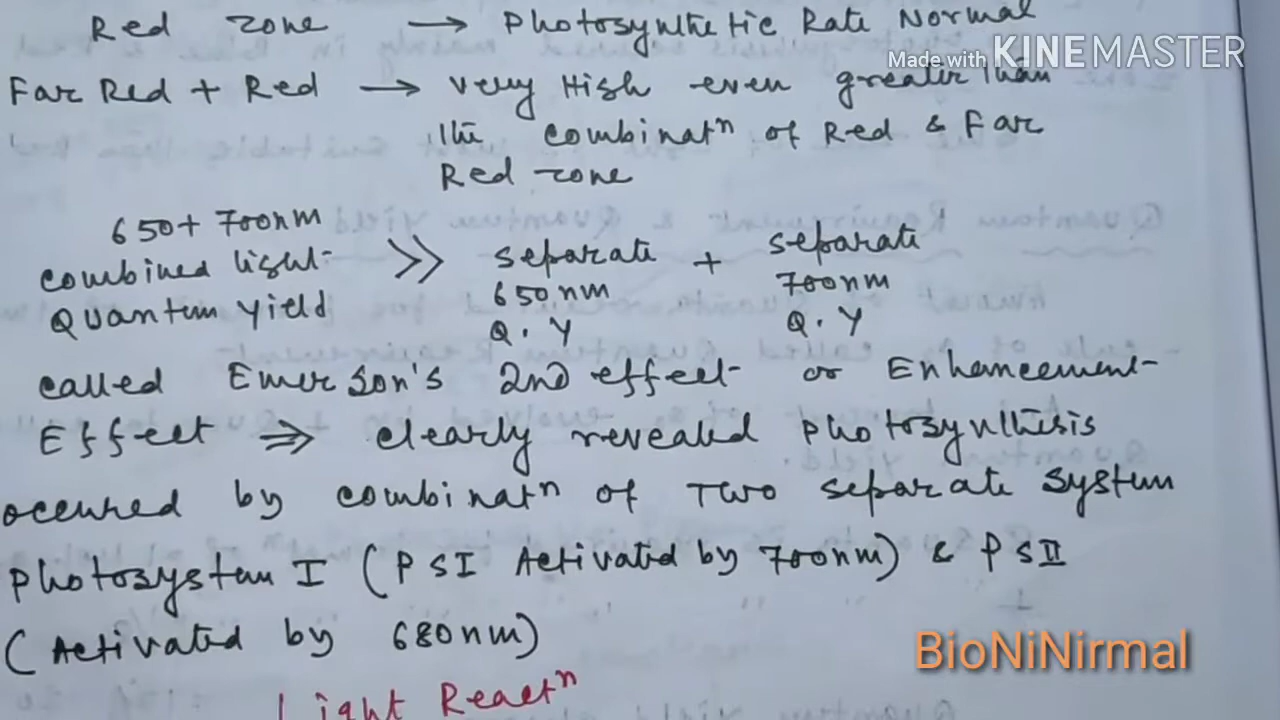 Red zone → Photosynthetic Rate Normal
Made with KINEMASTER
Far Red + Red → very High even greater than
the combinatⁿ of Red & Far
Red zone
650+ 700nm
combined light
Quantum yield
>>
separate
650nm
Q.Y
+
separate
700nm
Q.Y
called Emerson's 2nd effect or Enhancement
Effect ⇒ clearly revealed photosynthesis
occurred by combinatⁿ of Two separate system
photosystem I (PSI Activated by 700nm) & PSII
(Activated by 680nm)
BioNiNirmal
Light Reactⁿ